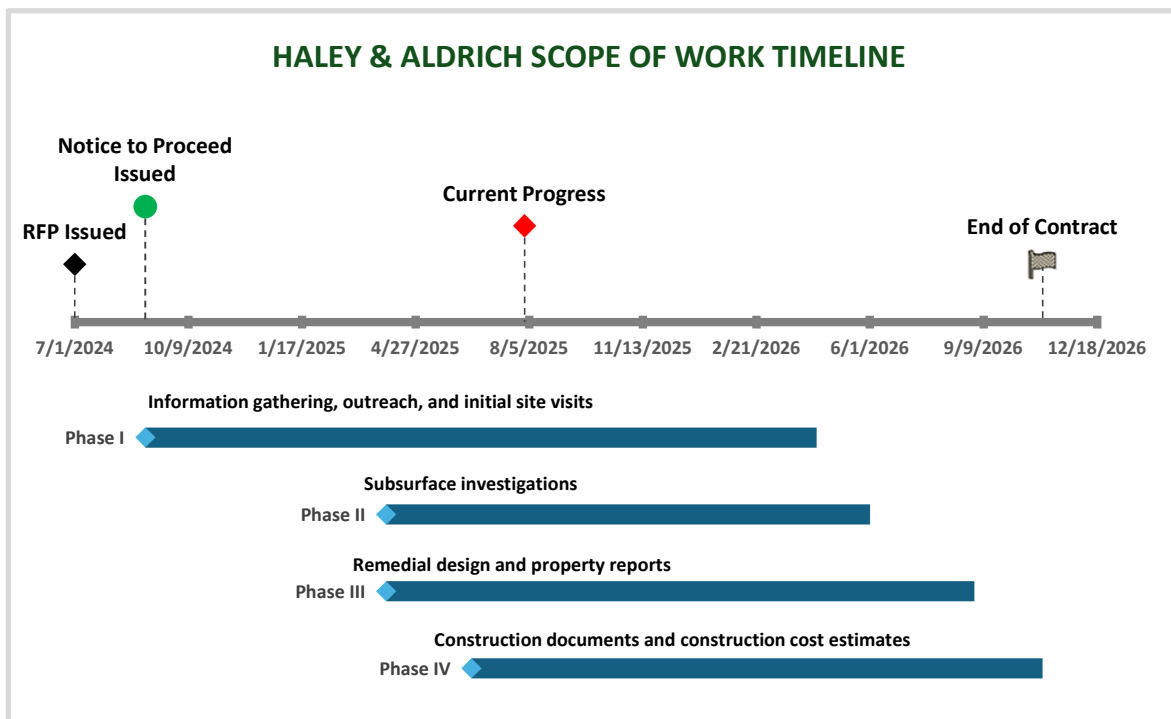 HALEY & ALDRICH SCOPE OF WORK TIMELINE
Notice to Proceed
Issued
Current Progress
RFP Issued
End of Contract
7/1/2024 10/9/2024 1/17/2025 4/27/2025 8/5/2025 11/13/2025 2/21/2026 6/1/2026 9/9/2026 12/18/2026
Information gathering, outreach, and initial site visits
Phase I
Subsurface investigations
Phase II
Remedial design and property reports
Phase III
Construction documents and construction cost estimates
Phase IV